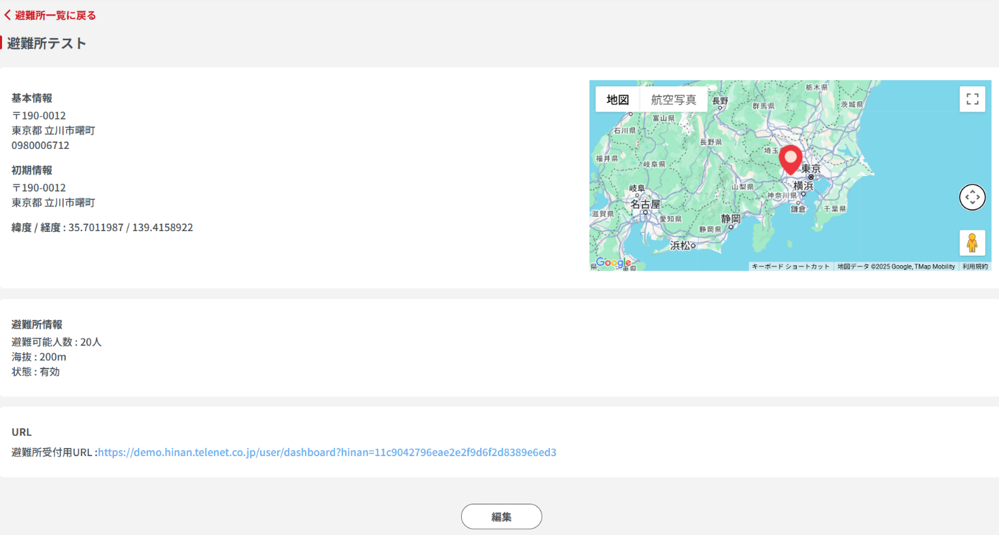 避難所一覧に戻る
避難所テスト
基本情報
〒190-0012
東京都 立川市曙町
0980006712
初期情報
〒190-0012
東京都 立川市曙町
緯度 / 経度 : 35.7011987 / 139.4158922
地図
航空写真
長野
栃木県
群馬県
茨城県
富山県
石川県
長野県
埼玉
福井県
岐阜県
東京
山梨県
横浜
岐阜
神奈川県
名古屋
鎌倉
千葉県
滋賀県
愛知県
静岡
静岡県
浜松
Google
キーボード ショートカット
地図データ ©2025 Google, TMap Mobility
利用規約
避難所情報
避難可能人数 : 20人
海抜 : 200m
状態 : 有効
URL
避難所受付用URL :https://demo.hinan.telenet.co.jp/user/dashboard?hinan=11c9042796eae2e2f9d6f2d8389e6ed3
編集